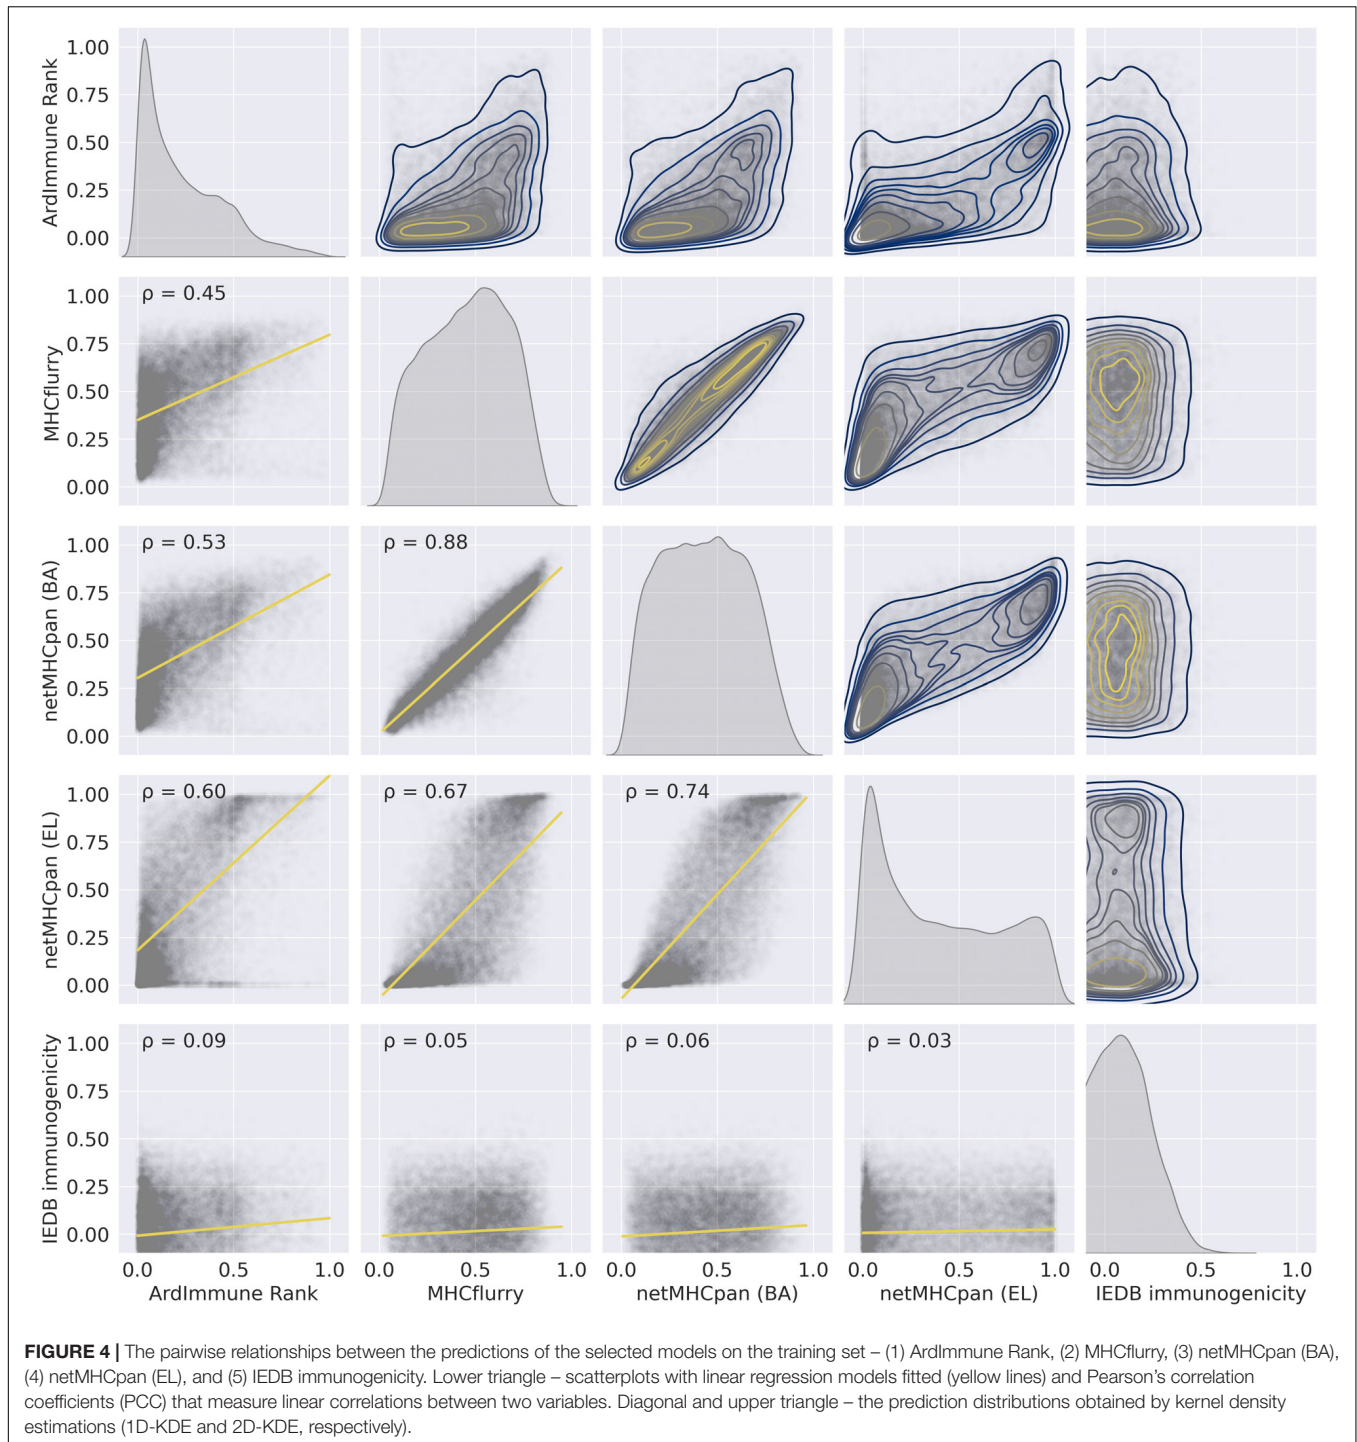 1.00
0.75
0.50
0.25
0.00
ArdImmune Rank
1.00
0.75
0.50
0.25
0.00
MHCflurry
ρ = 0.45
1.00
0.75
0.50
0.25
0.00
netMHCpan (BA)
ρ = 0.53
ρ = 0.88
1.00
0.75
0.50
0.25
0.00
netMHCpan (EL)
ρ = 0.60
ρ = 0.67
ρ = 0.74
1.00
0.75
0.50
0.25
0.00
IEDB immunogenicity
ρ = 0.09
ρ = 0.05
ρ = 0.06
ρ = 0.03
0.0 0.5 1.0
ArdImmune Rank
0.0 0.5 1.0
MHCflurry
0.0 0.5 1.0
netMHCpan (BA)
0.0 0.5 1.0
netMHCpan (EL)
0.0 0.5 1.0
IEDB immunogenicity
FIGURE 4 | The pairwise relationships between the predictions of the selected models on the training set – (1) ArdImmune Rank, (2) MHCflurry, (3) netMHCpan (BA),
(4) netMHCpan (EL), and (5) IEDB immunogenicity. Lower triangle – scatterplots with linear regression models fitted (yellow lines) and Pearson's correlation
coefficients (PCC) that measure linear correlations between two variables. Diagonal and upper triangle – the prediction distributions obtained by kernel density
estimations (1D-KDE and 2D-KDE, respectively).